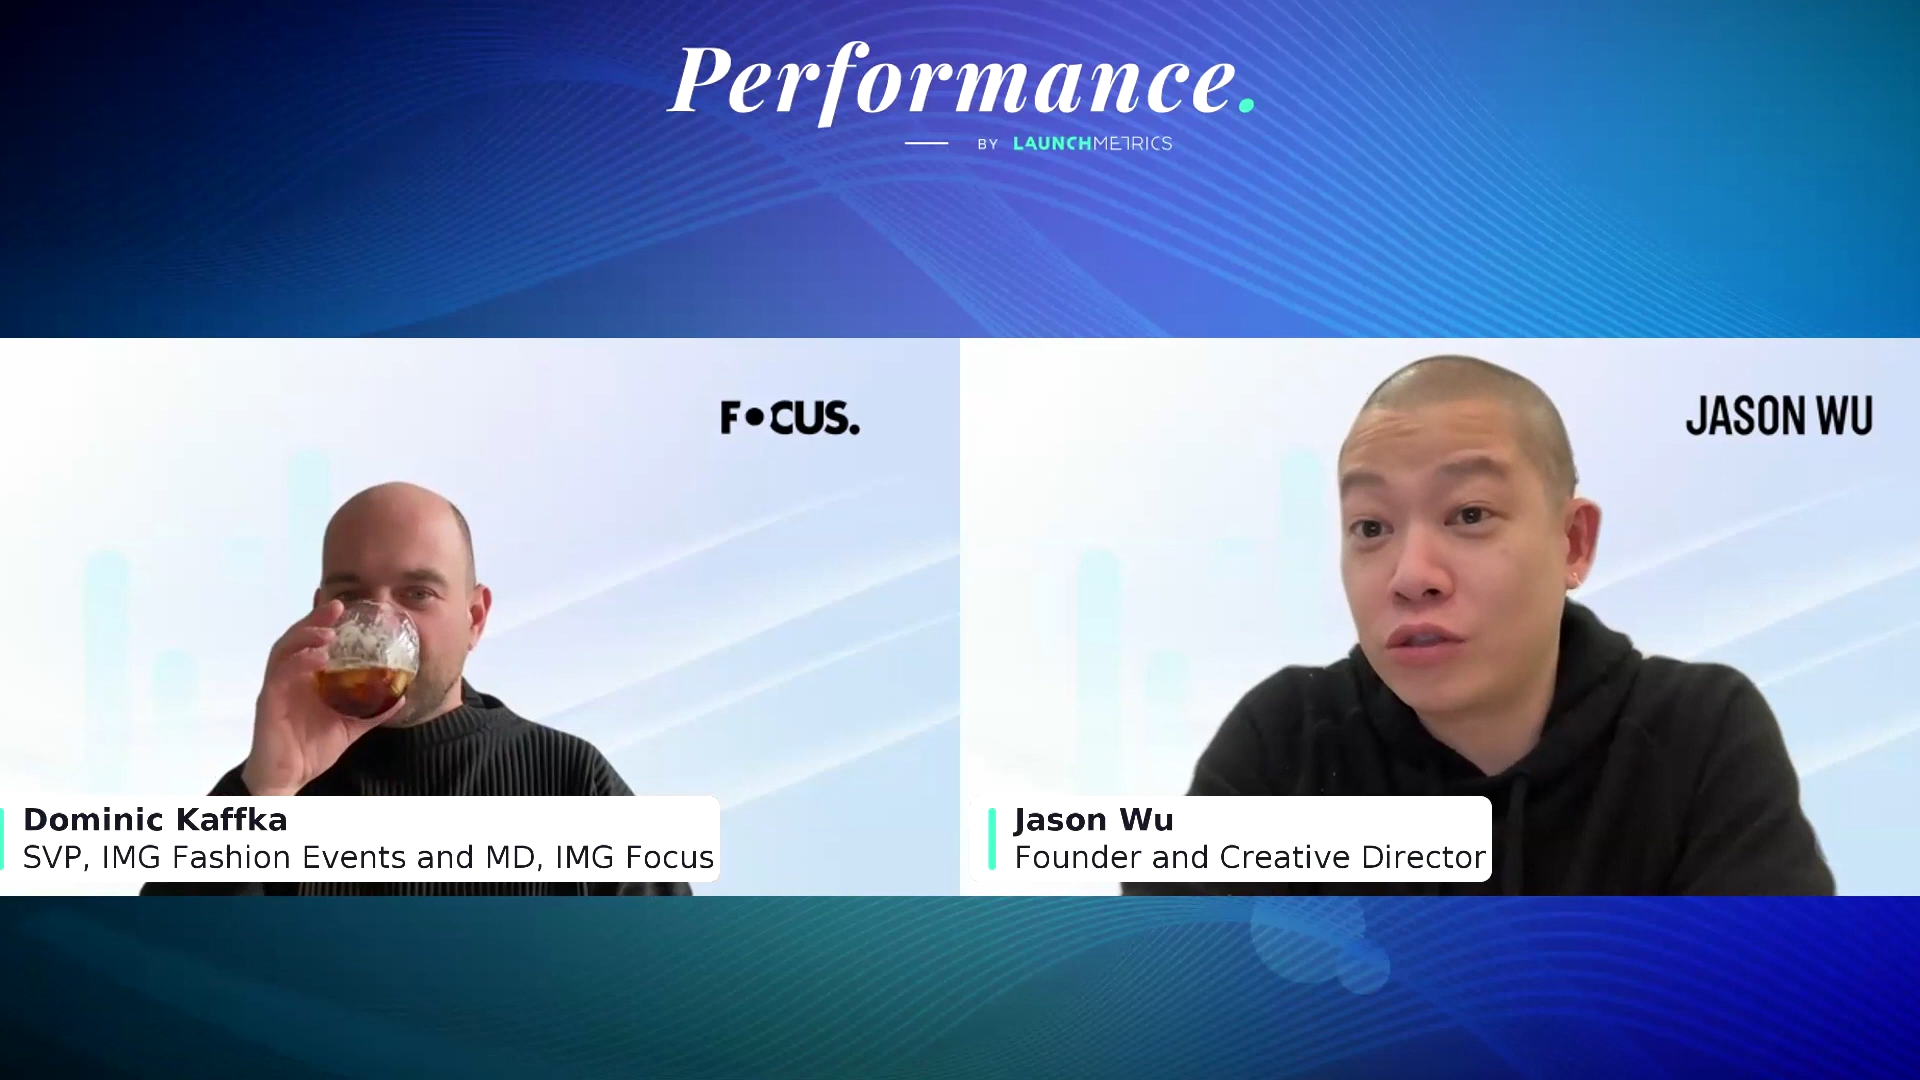 Performance.
BY LAUNCHMETRICS
FOCUS.
JASON WU
Dominic Kaffka
SVP, IMG Fashion Events and MD, IMG Focus
Jason Wu
Founder and Creative Director